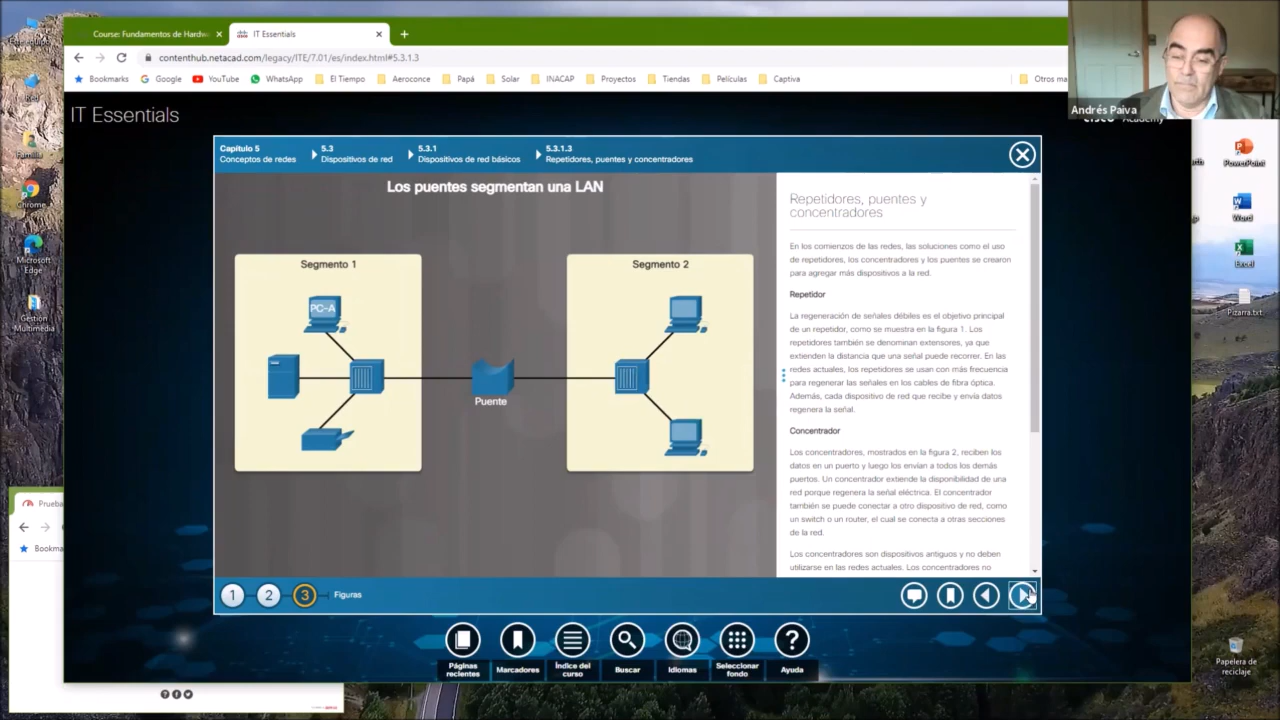 Course: Fundamentos de Hardw
IT Essentials
contenthub.netacad.com/legacy/ITE/7.01/es/index.html#5.3.1.3
Bookmarks
Google
YouTube
WhatsApp
El Tiempo
Aeroconce
Papá
Solar
INACAP
Proyectos
Tiendas
Películas
Captiva
Otros ma
Andrés Paiva
IT Essentials
Academy
Capítulo 5
Conceptos de redes
5.3
Dispositivos de red
5.3.1
Dispositivos de red básicos
5.3.1.3
Repetidores, puentes y concentradores
Los puentes segmentan una LAN
Segmento 1
PC-A
Puente
Segmento 2
Repetidores, puentes y
concentradores
En los comienzos de las redes, las soluciones como el uso
de repetidores, los concentradores y los puentes se crearon
para agregar más dispositivos a la red.
Repetidor
La regeneración de señales débiles es el objetivo principal
de un repetidor, como se muestra en la figura 1. Los
repetidores también se denominan extensores, ya que
extienden la distancia que una señal puede recorrer. En las
redes actuales, los repetidores se usan con más frecuencia
para regenerar las señales en los cables de fibra óptica.
Además, cada dispositivo de red que recibe y envía datos
regenera la señal.
Concentrador
Los concentradores, mostrados en la figura 2, reciben los
datos en un puerto y luego los envían a todos los demás
puertos. Un concentrador extiende la disponibilidad de una
red porque regenera la señal eléctrica. El concentrador
también se puede conectar a otro dispositivo de red, como
un switch o un router, el cual se conecta a otras secciones
de la red.
Los concentradores son dispositivos antiguos y no deben
utilizarse en las redes actuales. Los concentradores no
1
2
3
Figuras
Páginas
recientes
Marcadores
Índice del
curso
Buscar
Idiomas
Seleccionar
fondo
Ayuda
Red
Familia
Chrome
Microsoft
Edge
Gestión
Multimedia
Prueba
Bookma
PowerPoint
Word
Excel
Pizarra.txt
Papelera de
reciclaje